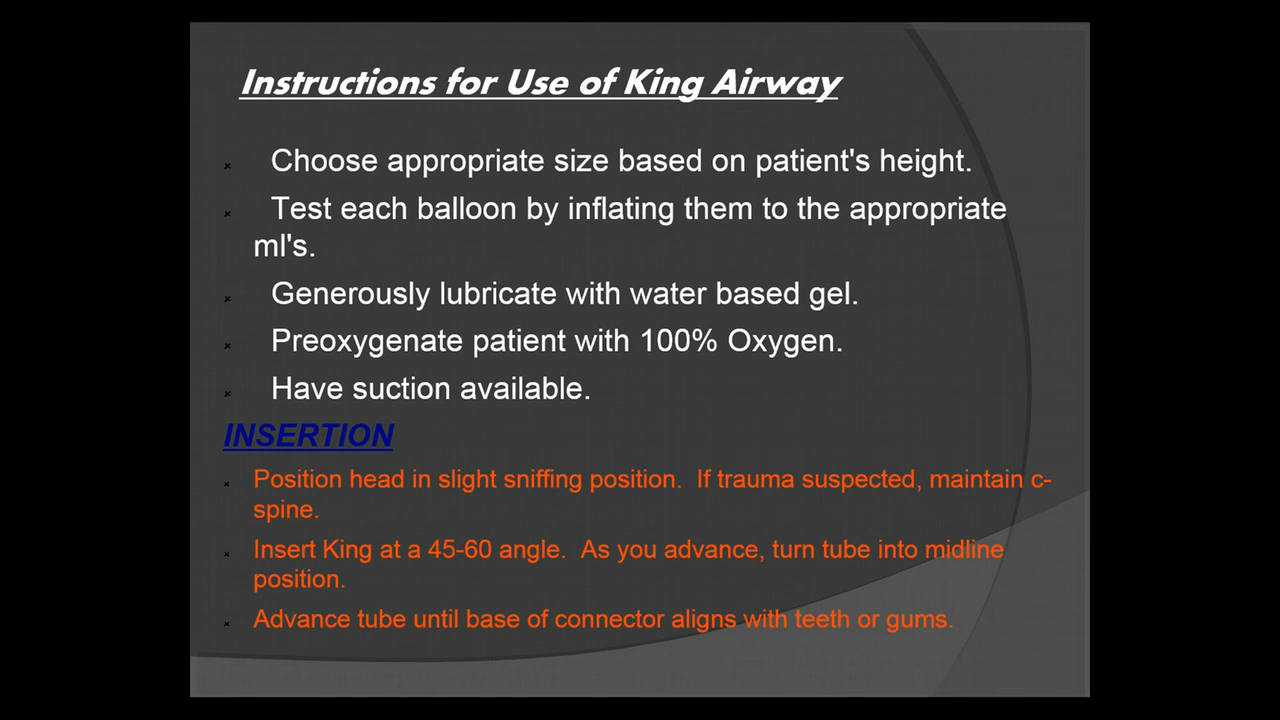 Instructions for Use of King Airway
Choose appropriate size based on patient's height.
Test each balloon by inflating them to the appropriate
ml's.
Generously lubricate with water based gel.
Preoxygenate patient with 100% Oxygen.
Have suction available.
INSERTION
Position head in slight sniffing position.  If trauma suspected, maintain c-
spine.
Insert King at a 45-60 angle.  As you advance, turn tube into midline
position.
Advance tube until base of connector aligns with teeth or gums.